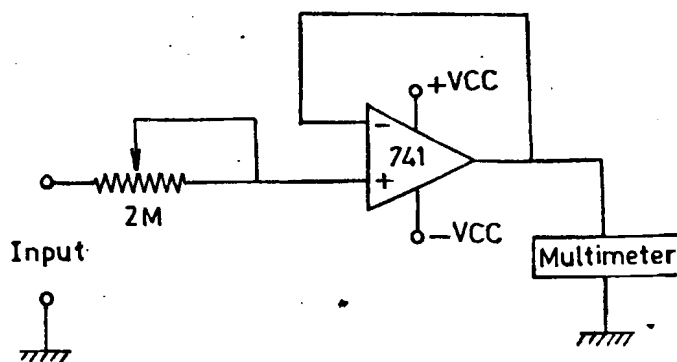 +VCC
-
741
+
2M
-VCC
Input
Multimeter